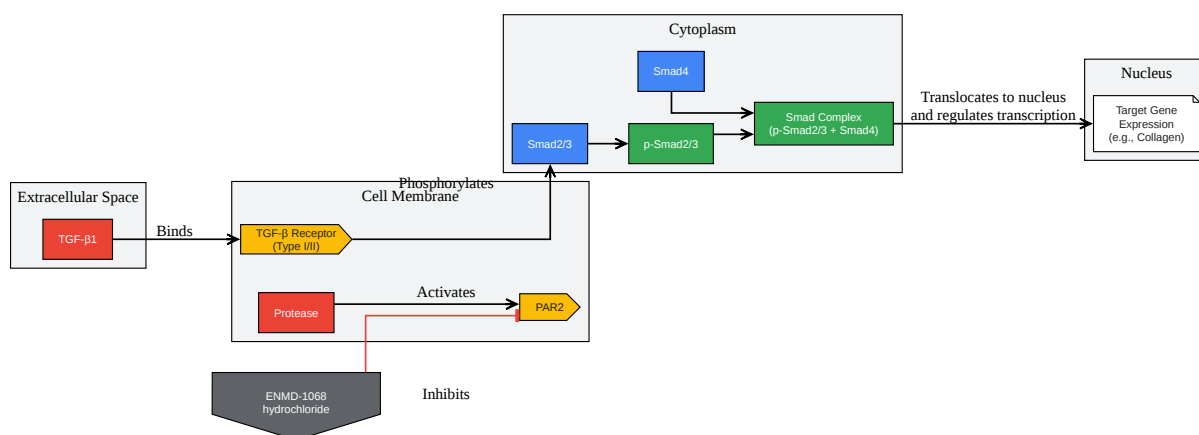 Cytoplasm
Smad4
Smad2/3
p-Smad2/3
Smad Complex
(p-Smad2/3 + Smad4)
Translocates to nucleus
and regulates transcription
Nucleus
Target Gene
Expression
(e.g., Collagen)
Extracellular Space
TGF-β1
Binds
Phosphorylates
Cell Membrane
TGF-β Receptor
(Type I/II)
Protease
Activates
PAR2
ENMD-1068
hydrochloride
Inhibits